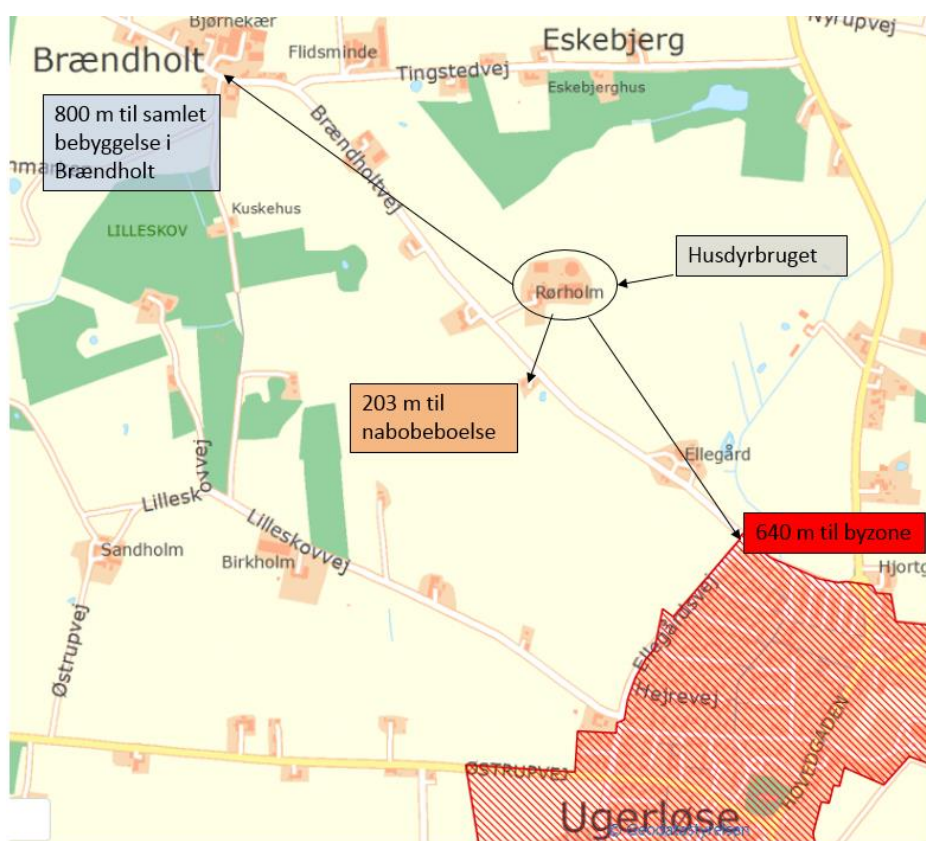 Bjørnekær
Nyrupvej
Brændholt
Flidsminde
Eskebjerg
Tingstedvej
Eskebjerghus
800 m til samlet
bebyggelse i
Brændholt
Brændholtvej
Kuskehus
LILLESKOV
Husdyrbruget
Rørholm
203 m til
nabobeboelse
Ellegård
Lilleskovvej
Lilleskovvej
640 m til byzone
Sandholm
Birkholm
Hjortg
Ellegårdsvej
Østrupvej
Hejrevej
HOVEDGADEN
ØSTRUPVEJ
Ugerløse
© Geodatastyrelsen